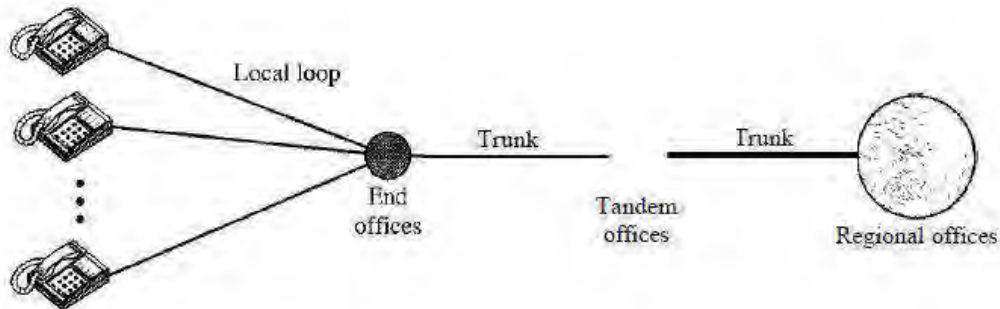 Local loop
Trunk
Trunk
End
offices
Tandem
offices
Regional offices